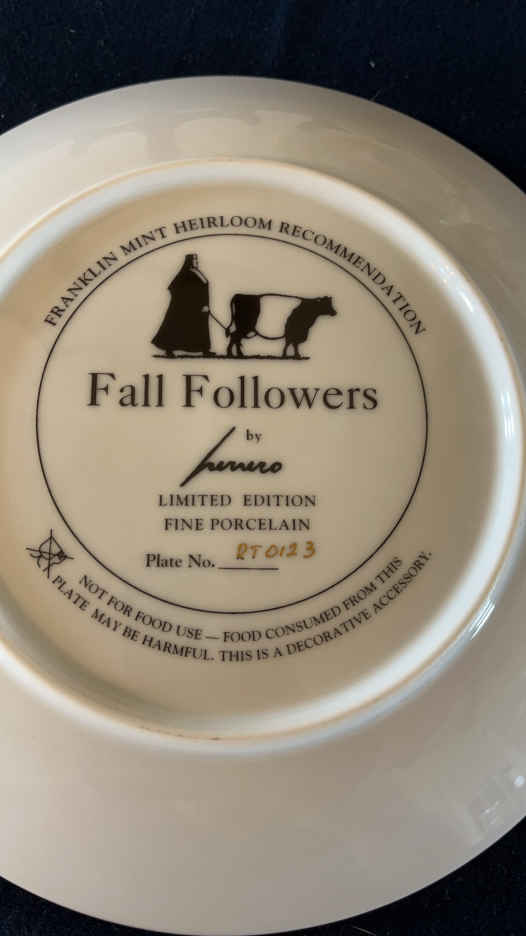 FRANKLIN MINT HEIRLOOM RECOMMENDATION
Fall Followers
by
herrero
LIMITED EDITION
FINE PORCELAIN
Plate No. RT0123
NOT FOR FOOD USE — FOOD CONSUMED FROM THIS
PLATE MAY BE HARMFUL. THIS IS A DECORATIVE ACCESSORY.